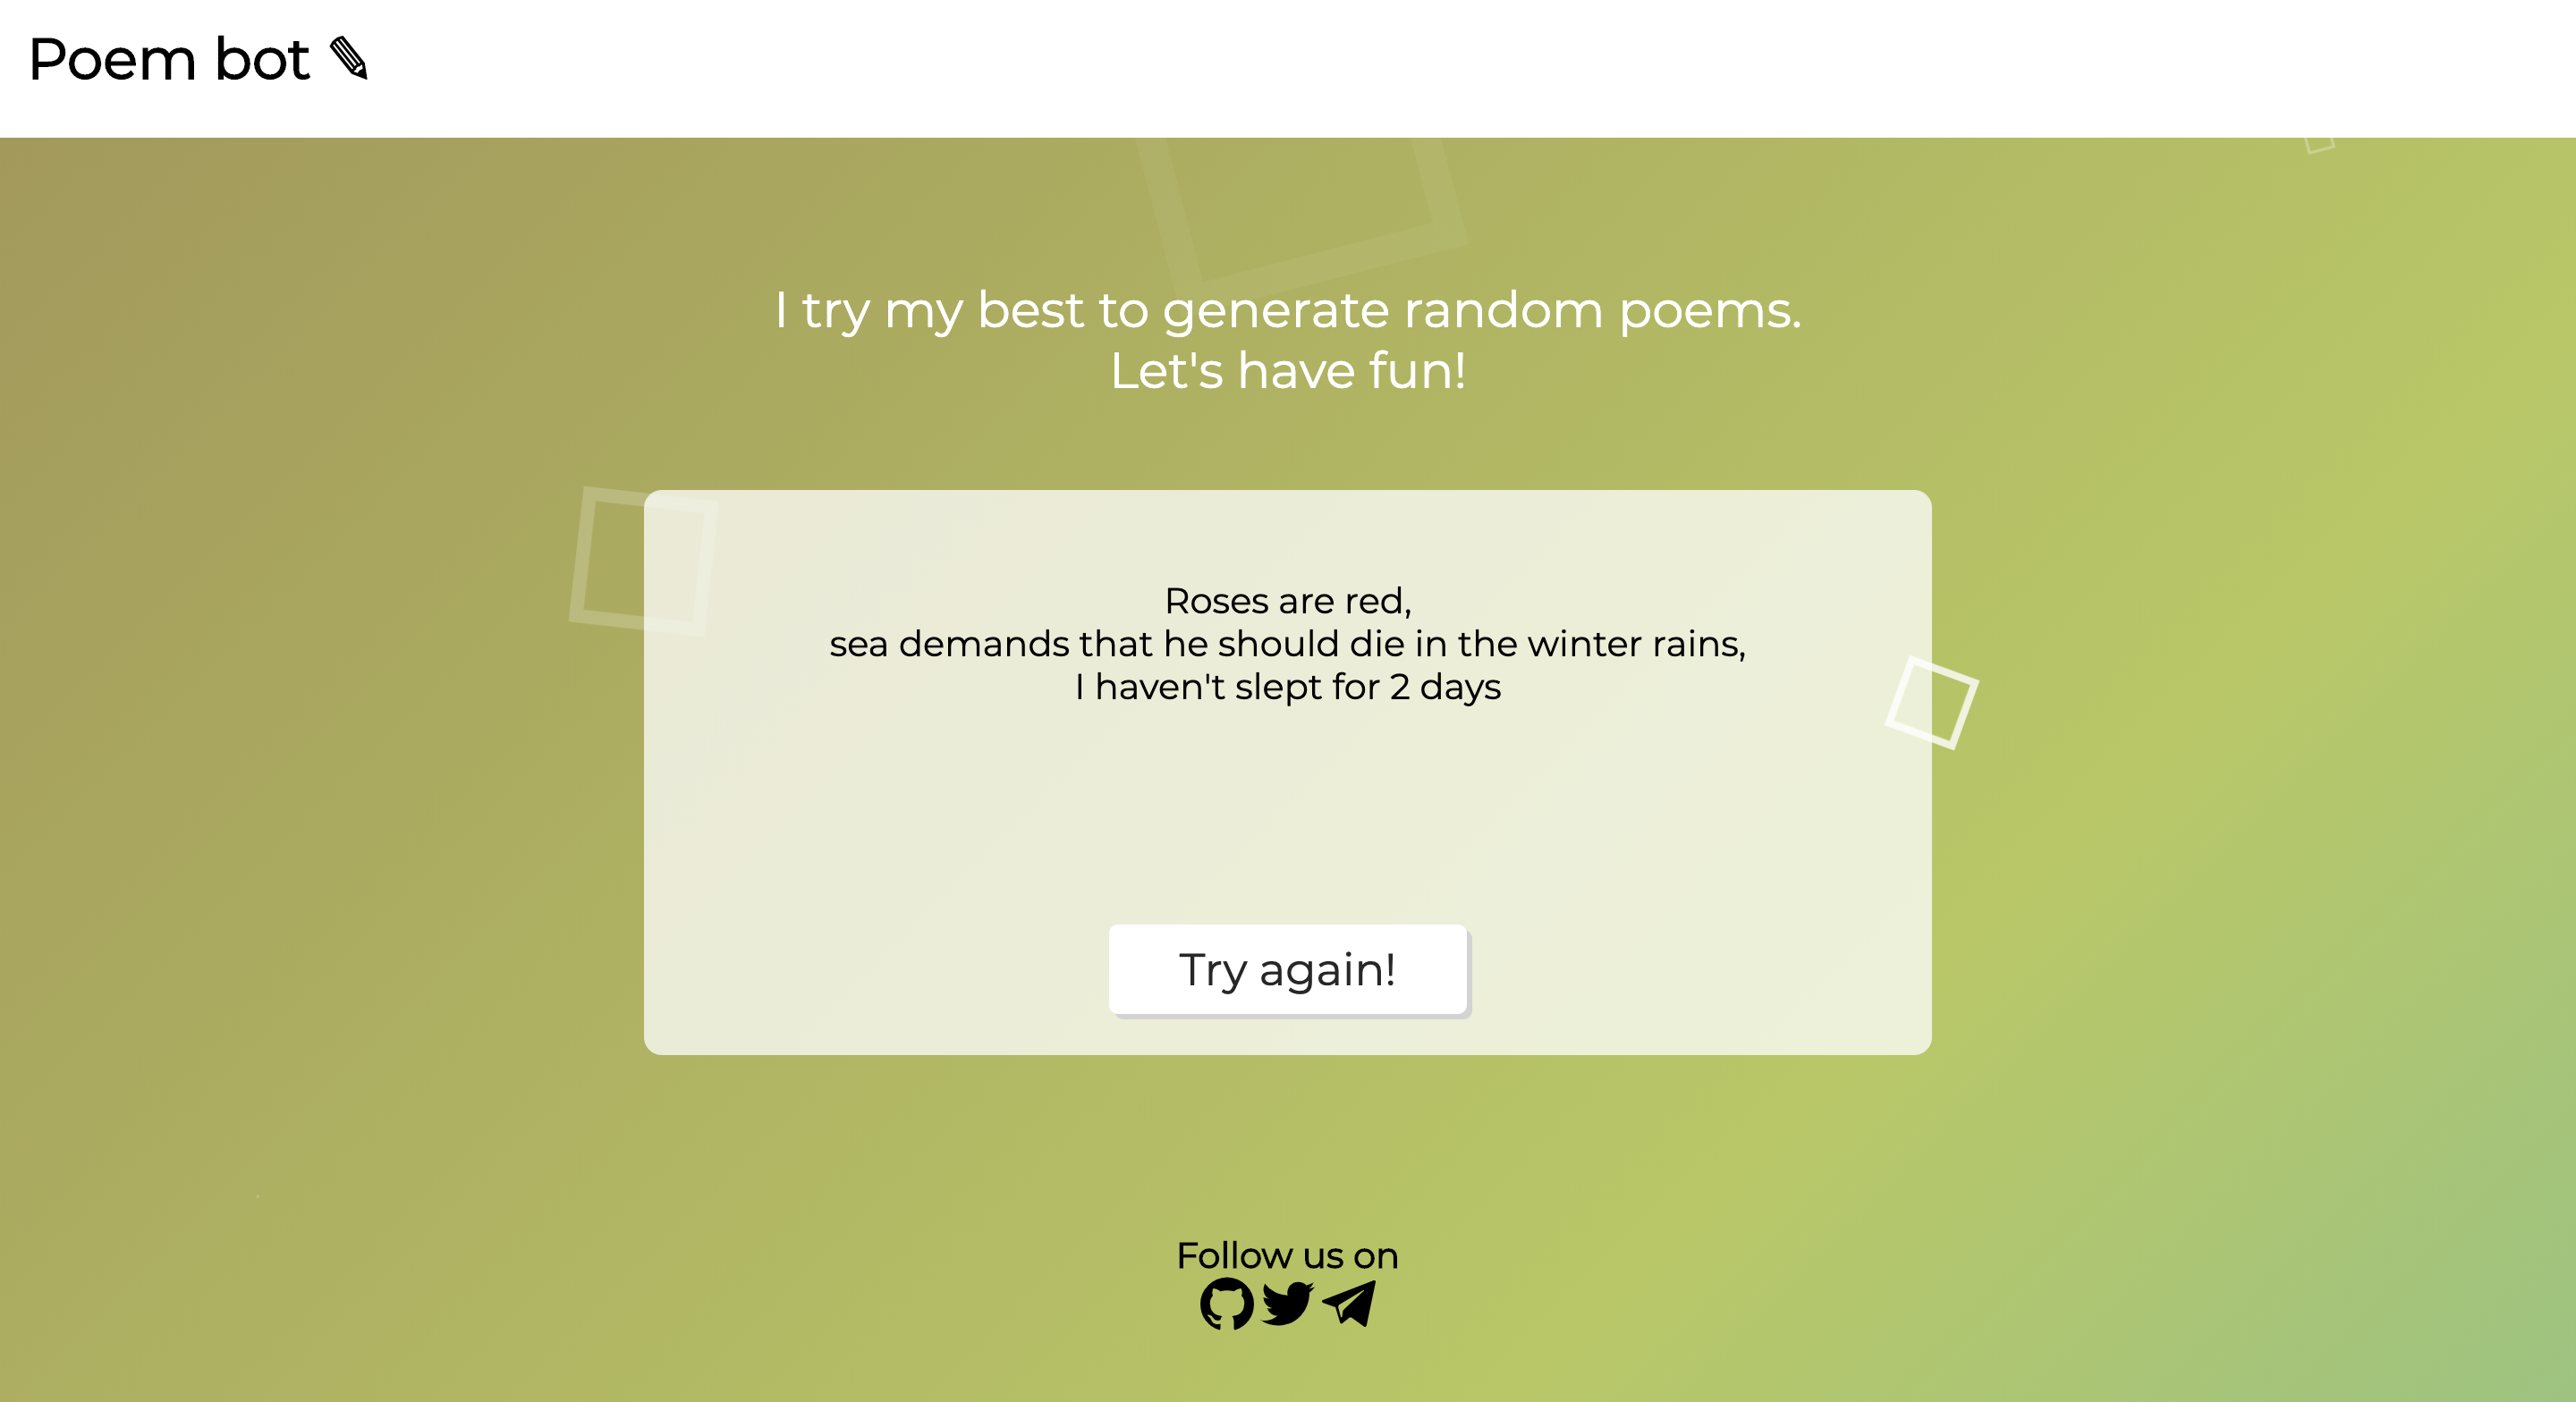 Poem bot ✎
I try my best to generate random poems.
Let's have fun!
Roses are red,
sea demands that he should die in the winter rains,
I haven't slept for 2 days
Try again!
Follow us on